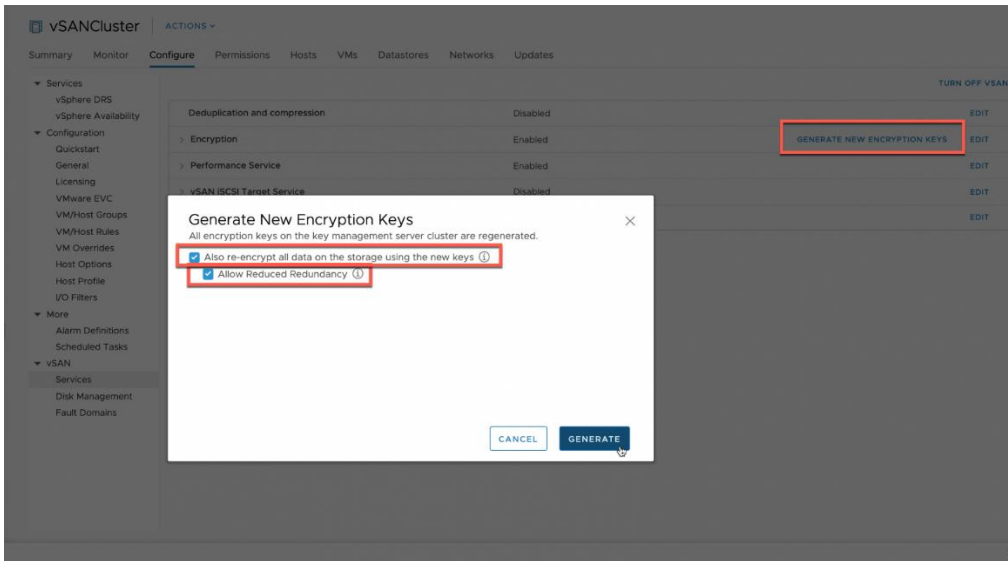 vSANCluster ACTIONS
Summary Monitor Configure Permissions Hosts VMs Datastores Networks Updates
Services
vSphere DRS
vSphere Availability
Configuration
Quickstart
General
Licensing
VMware EVC
VM/Host Groups
VM/Host Rules
VM Overrides
Host Options
Host Profile
I/O Filters
More
Alarm Definitions
Scheduled Tasks
vSAN
Services
Disk Management
Fault Domains
TURN OFF VSAN
Deduplication and compression Disabled EDIT
Encryption Enabled GENERATE NEW ENCRYPTION KEYS EDIT
Performance Service Enabled EDIT
vSAN iSCSI Target Service Disabled EDIT
EDIT
Generate New Encryption Keys
All encryption keys on the key management server cluster are regenerated.
Also re-encrypt all data on the storage using the new keys
Allow Reduced Redundancy
CANCEL GENERATE